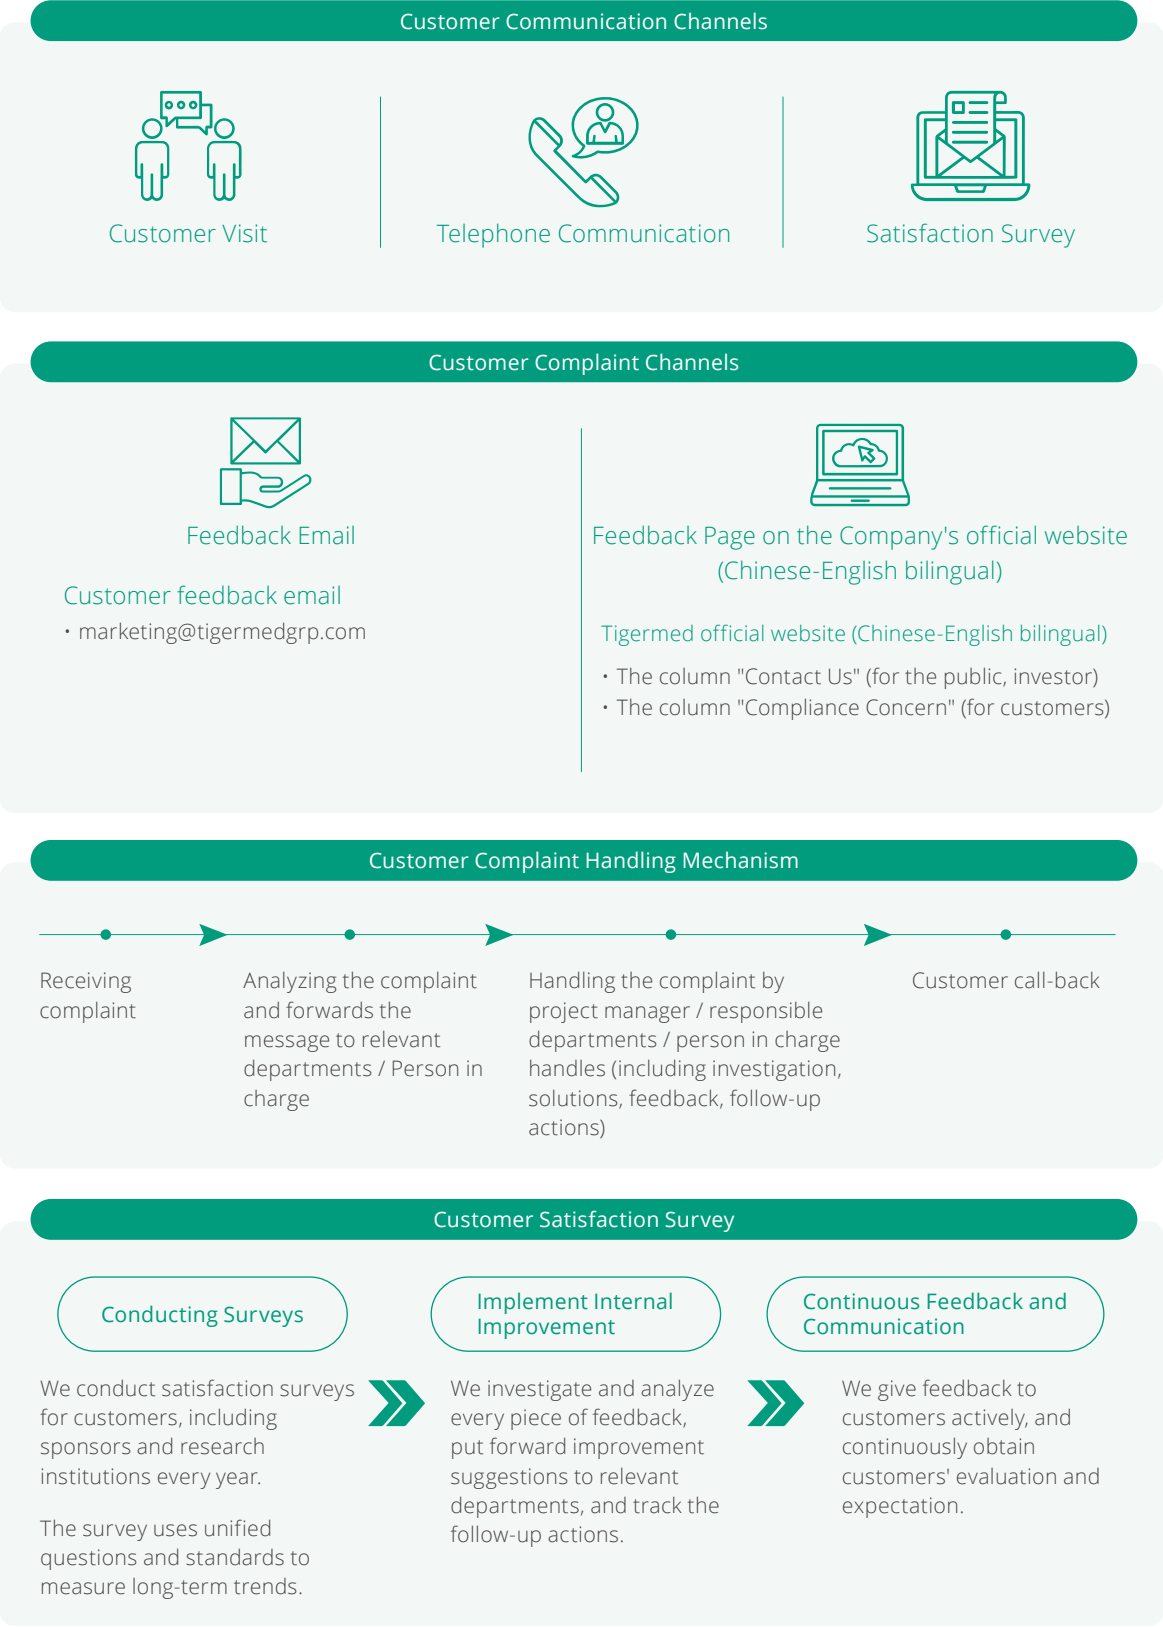 Customer Communication Channels
Customer Visit
Telephone Communication
Satisfaction Survey
Customer Complaint Channels
Feedback Email
Customer feedback email
・marketing@tigermedgrp.com
Feedback Page on the Company's official website
(Chinese-English bilingual)
Tigermed official website (Chinese-English bilingual)
・The column "Contact Us" (for the public, investor)
・The column "Compliance Concern" (for customers)
Customer Complaint Handling Mechanism
Receiving
complaint
Analyzing the complaint
and forwards the
message to relevant
departments / Person in
charge
Handling the complaint by
project manager / responsible
departments / person in charge
handles (including investigation,
solutions, feedback, follow-up
actions)
Customer call-back
Customer Satisfaction Survey
Conducting Surveys
We conduct satisfaction surveys
for customers, including
sponsors and research
institutions every year.
The survey uses unified
questions and standards to
measure long-term trends.
Implement Internal
Improvement
We investigate and analyze
every piece of feedback,
put forward improvement
suggestions to relevant
departments, and track the
follow-up actions.
Continuous Feedback and
Communication
We give feedback to
customers actively, and
continuously obtain
customers' evaluation and
expectation.